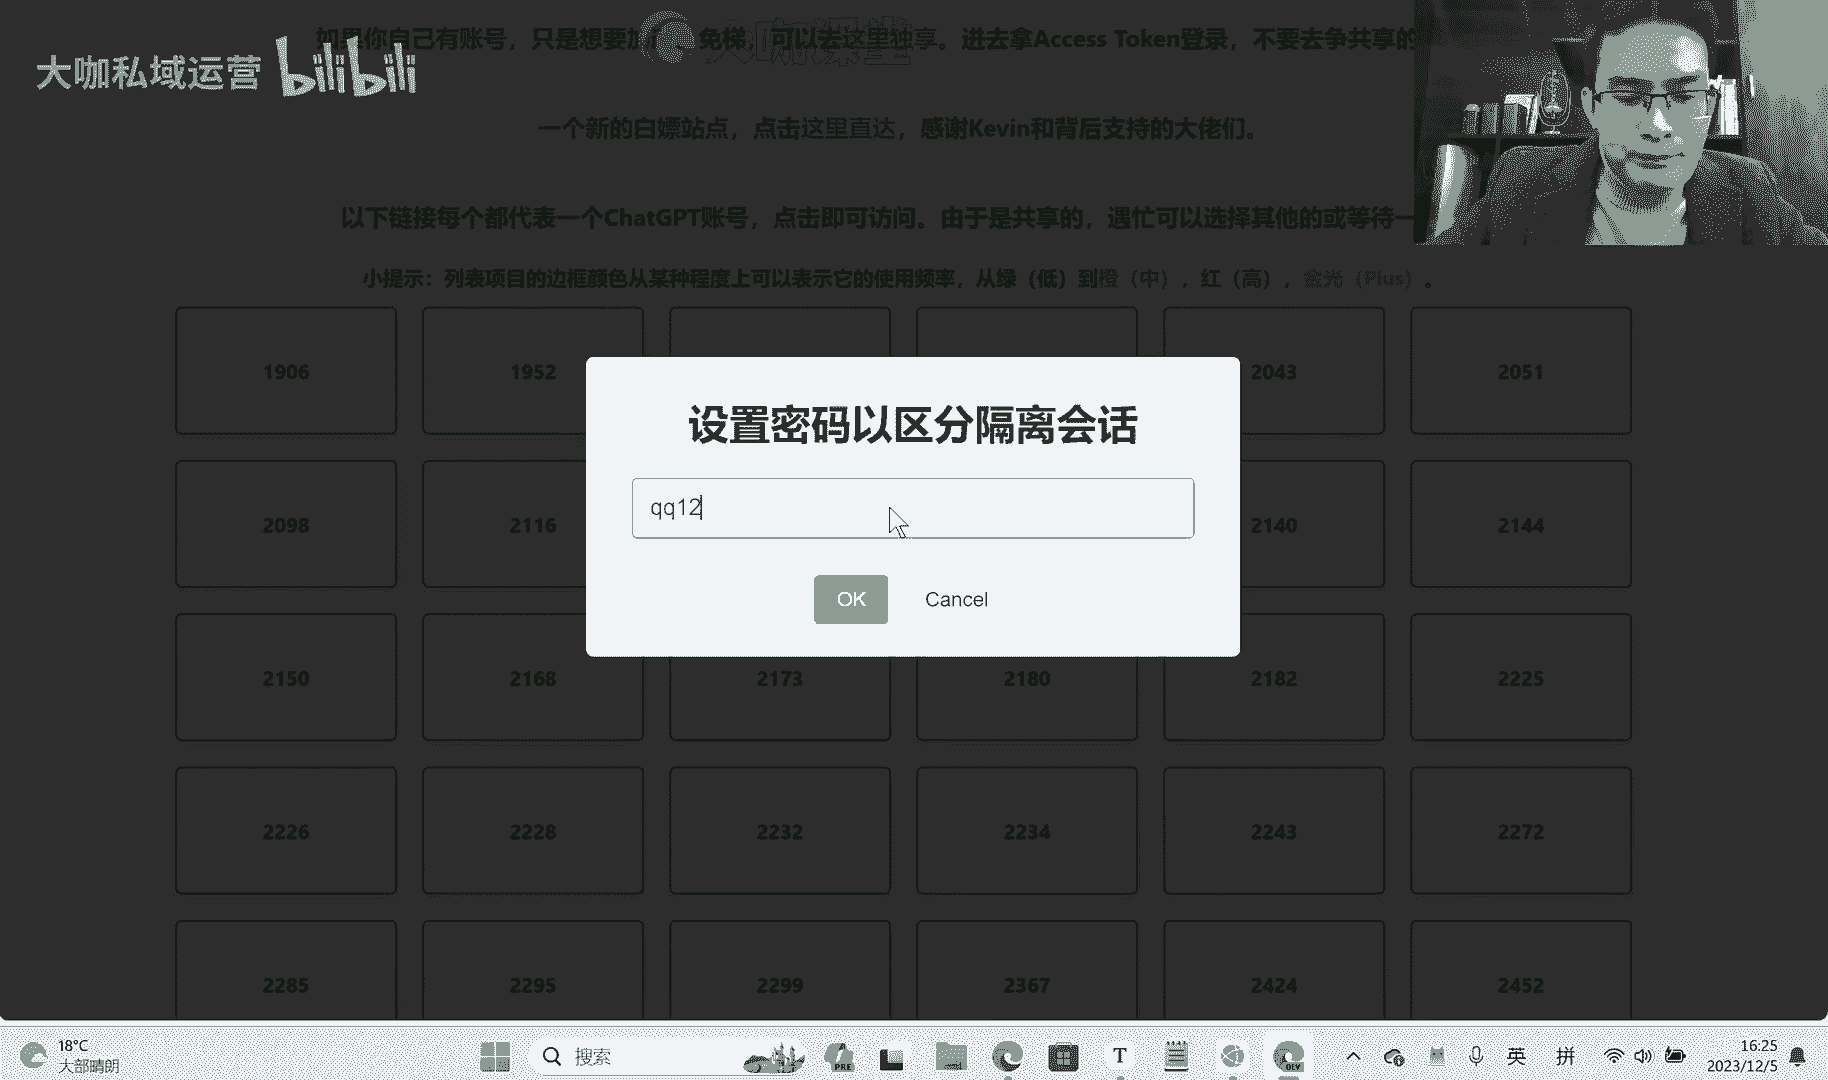 如果你自己有账号，只是想要加速、免梯，可以去这里独享。进去拿Access Token登录，不要去争共享的
大咖课堂
大咖私域运营 bilibili
一个新的白嫖站点，点击这里直达，感谢Kevin和背后支持的大佬们。
以下链接每个都代表一个ChatGPT账号，点击即可访问。由于是共享的，遇忙可以选择其他的或等待一
小提示：列表项目的边框颜色从某种程度上可以表示它的使用频率，从绿（低）到橙（中），红（高），金光（Plus）。
1906 1952 2043 2051
设置密码以区分隔离会话
qq12
2098 2116 2140 2144
OK Cancel
2150 2168 2173 2180 2182 2225
2226 2228 2232 2234 2243 2272
2285 2295 2299 2367 2424 2452
18°C
大部晴朗
搜索
PRE
T
DEV
英
拼
16:25
2023/12/5